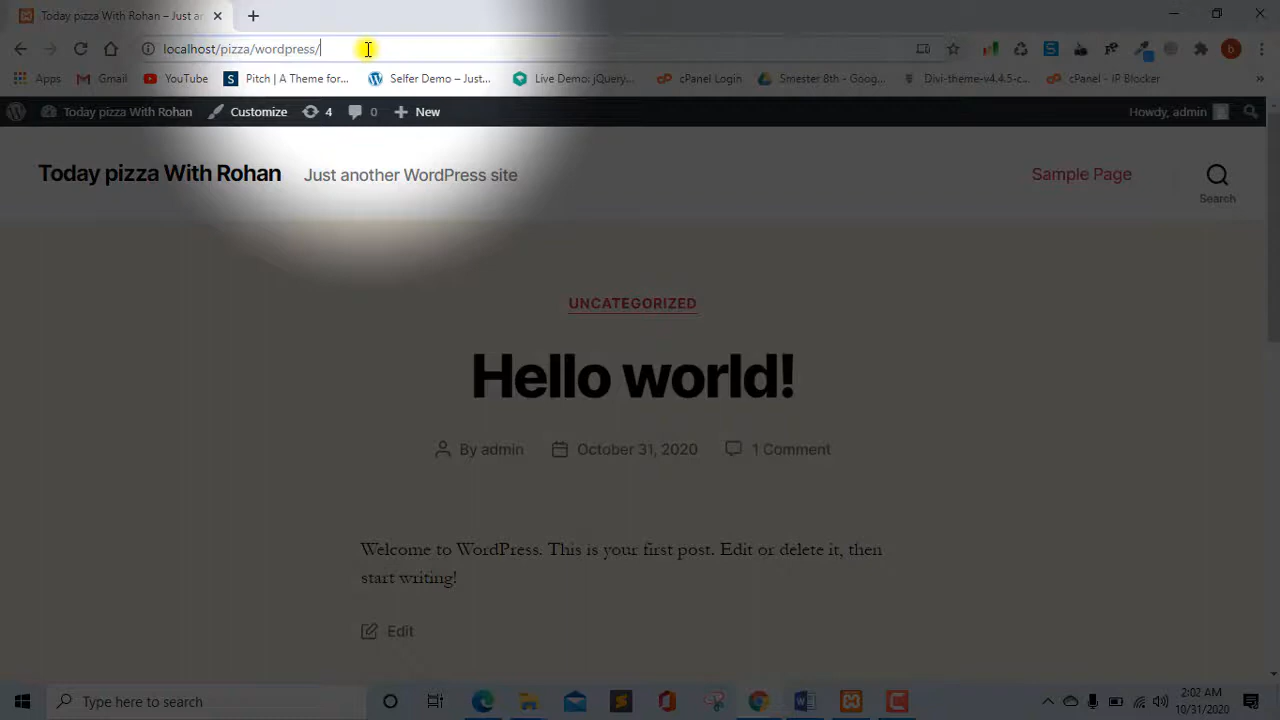 Today pizza With Rohan – Just an
localhost/pizza/wordpress/
b
Apps
Gmail
YouTube
Pitch | A Theme for...
Selfer Demo – Just...
Live Demo: jQuery...
cPanel Login
Smester 8th - Goog...
Divi-theme-v4.4.5-c...
cPanel - IP Blocker
»
Today pizza With Rohan
Customize
4
0
New
Howdy, admin
Today pizza With Rohan
Just another WordPress site
Sample Page
Search
UNCATEGORIZED
Hello world!
By admin
October 31, 2020
1 Comment
Welcome to WordPress. This is your first post. Edit or delete it, then
start writing!
Edit
Type here to search
2:02 AM
10/31/2020